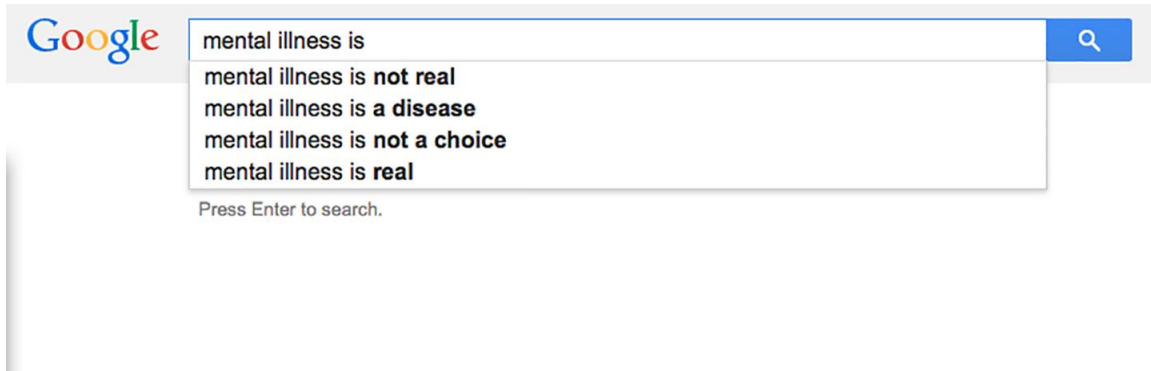 Google mental illness is
mental illness is not real
mental illness is a disease
mental illness is not a choice
mental illness is real
Press Enter to search.